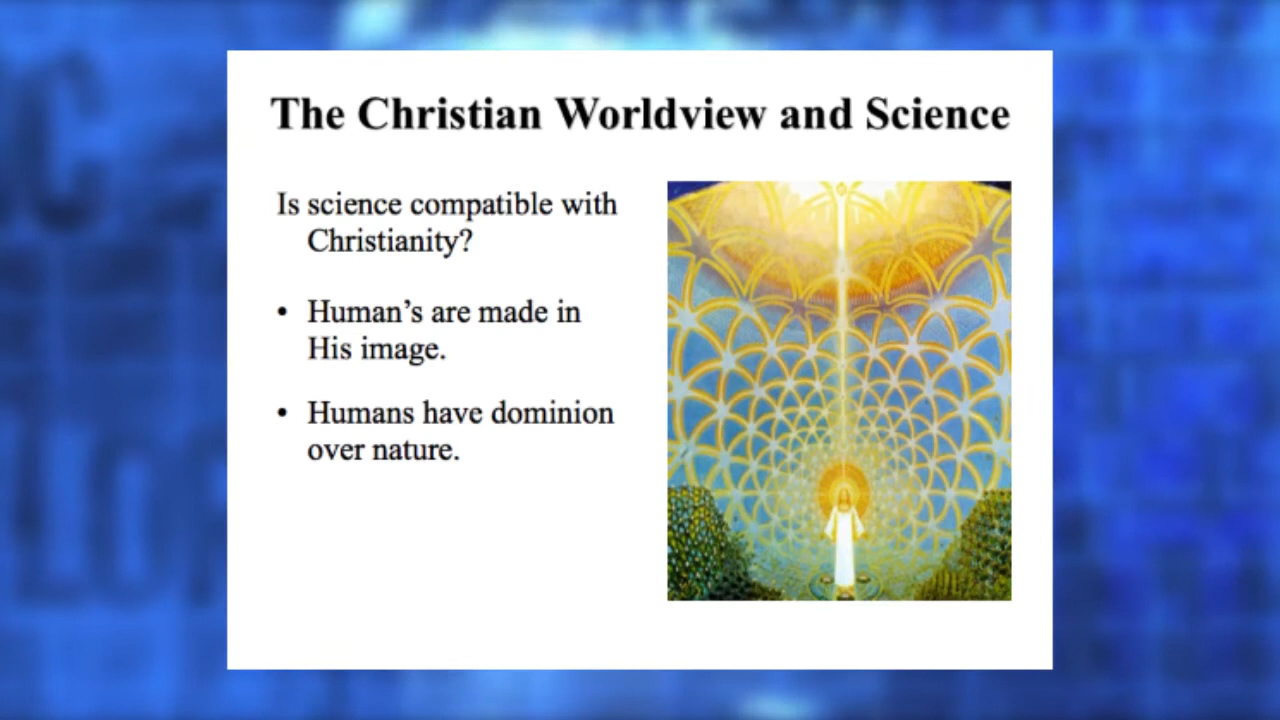 The Christian Worldview and Science
Is science compatible with
Christianity?
• Human's are made in
His image.
• Humans have dominion
over nature.